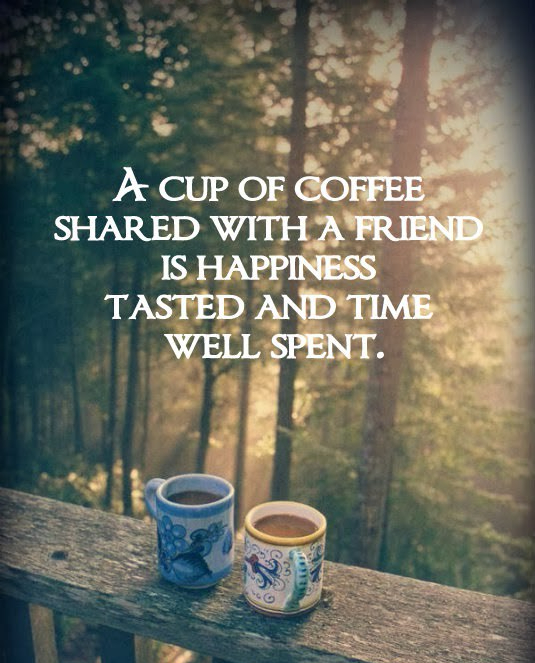 A CUP OF COFFEE
SHARED WITH A FRIEND
IS HAPPINESS
TASTED AND TIME
WELL SPENT.